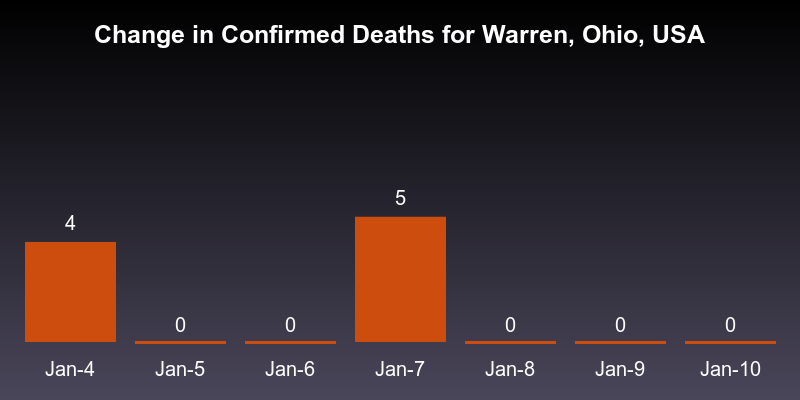 Change in Confirmed Deaths for Warren, Ohio, USA
4
0
0
5
0
0
0
Jan-4
Jan-5
Jan-6
Jan-7
Jan-8
Jan-9
Jan-10